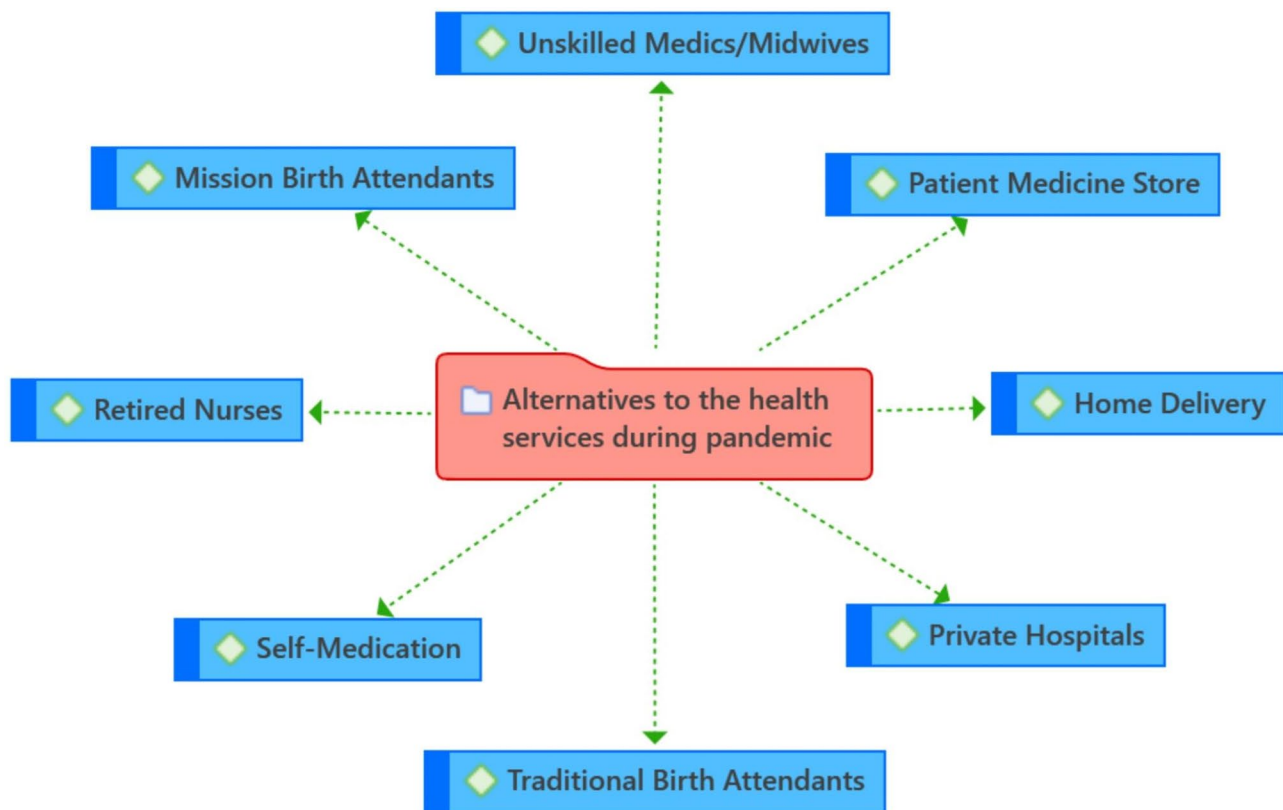 Unskilled Medics/Midwives
Mission Birth Attendants
Patient Medicine Store
Retired Nurses
Alternatives to the health
services during pandemic
Home Delivery
Self-Medication
Private Hospitals
Traditional Birth Attendants